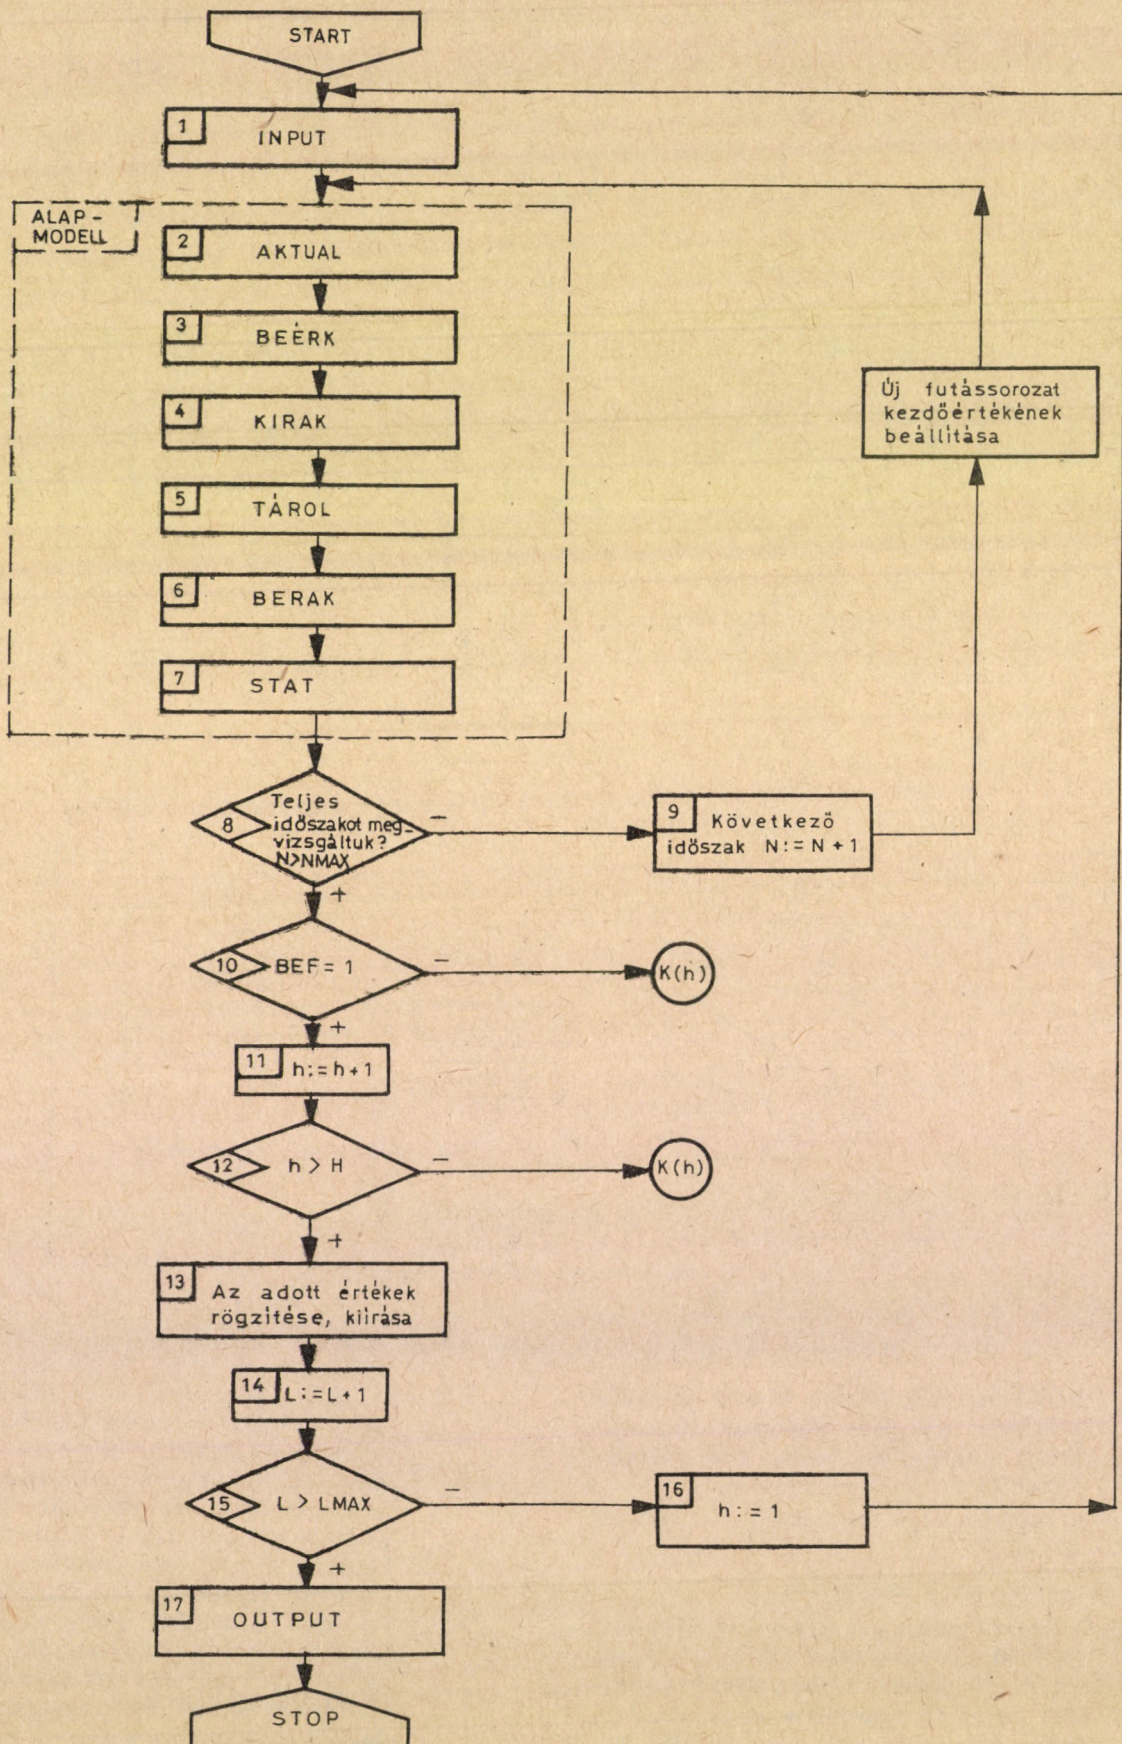 START
1
INPUT
ALAP-
MODELL
2
AKTUAL
3
BEÉRK
4
KIRAK
5
TÁROL
6
BERAK
7
STAT
Új futássorozat
kezdőértékének
beállítása
8
Teljes
időszakot meg-
vizsgáltuk?
N>NMAX
-
+
9
Következő
időszak N:=N+1
10
BEF=1
-
K(h)
+
11
h:=h+1
12
h>H
-
K(h)
+
13
Az adott értékek
rögzítése, kiírása
14
L:=L+1
15
L>LMAX
-
+
16
h:=1
17
OUTPUT
STOP